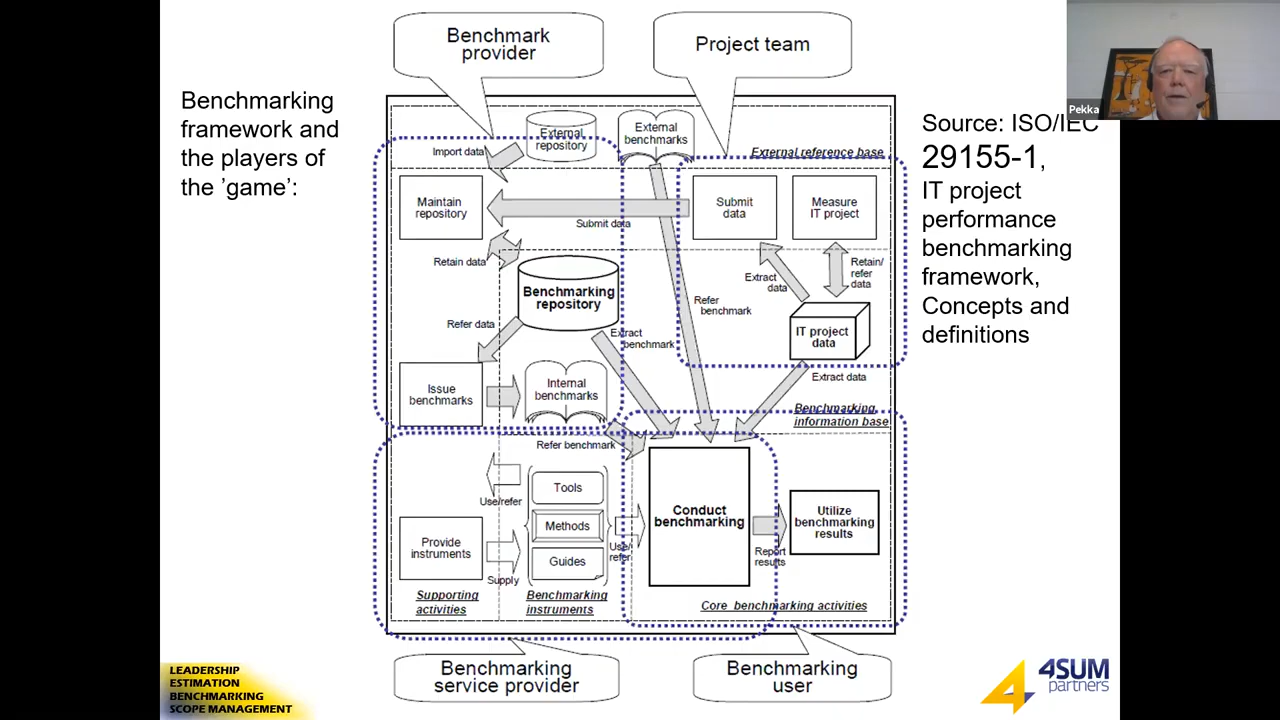 Benchmark
provider
Project team
Pekka
Benchmarking
framework and
the players of
the ’game’:
Source: ISO/IEC
29155-1,
IT project
performance
benchmarking
framework,
Concepts and
definitions
External
repository
External
benchmarks
External reference base
Import data
Maintain
repository
Submit data
Submit
data
Measure
IT project
Retain data
Benchmarking
repository
Extract
data
Retain/
refer
data
Refer
benchmark
IT project
data
Refer data
Extract
benchmark
Extract data
Issue
benchmarks
Internal
benchmarks
Benchmarking
information base
Refer benchmark
Use/refer
Tools
Methods
Guides
Provide
instruments
Supply
Use/
refer
Conduct
benchmarking
Report
results
Utilize
benchmarking
results
Supporting
activities
Benchmarking
instruments
Core benchmarking activities
Benchmarking
service provider
Benchmarking
user
LEADERSHIP
ESTIMATION
BENCHMARKING
SCOPE MANAGEMENT
4SUM
partners